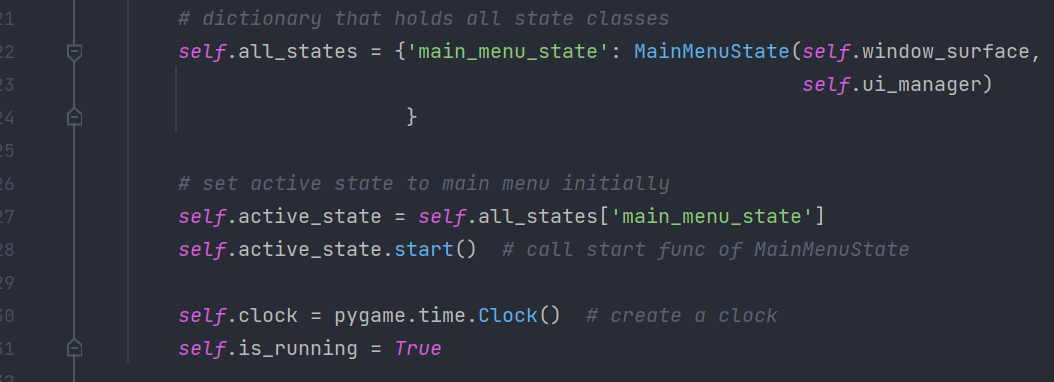 21 # dictionary that holds all state classes
22 self.all_states = {'main_menu_state': MainMenuState(self.window_surface,
23 self.ui_manager)
24 }
25
26 # set active state to main menu initially
27 self.active_state = self.all_states['main_menu_state']
28 self.active_state.start()  # call start func of MainMenuState
29
30 self.clock = pygame.time.Clock()  # create a clock
31 self.is_running = True
32